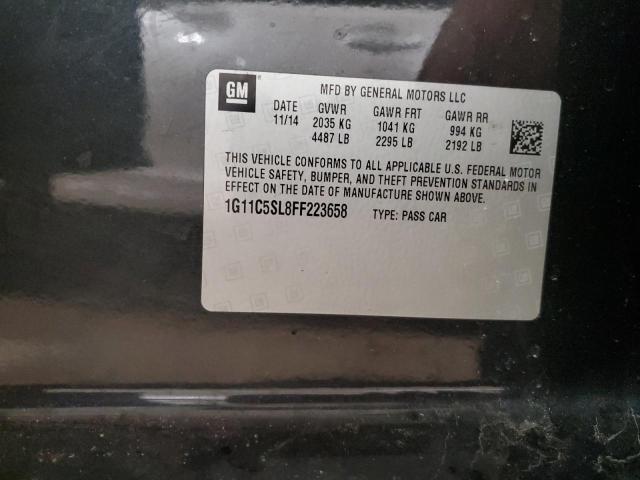 GM
MFD BY GENERAL MOTORS LLC
DATE GVWR GAWR FRT GAWR RR
11/14 2035 KG 1041 KG 994 KG
4487 LB 2295 LB 2192 LB
THIS VEHICLE CONFORMS TO ALL APPLICABLE U.S. FEDERAL MOTOR
VEHICLE SAFETY, BUMPER, AND THEFT PREVENTION STANDARDS IN
EFFECT ON THE DATE OF MANUFACTURE SHOWN ABOVE.
1G11C5SL8FF223658 TYPE: PASS CAR